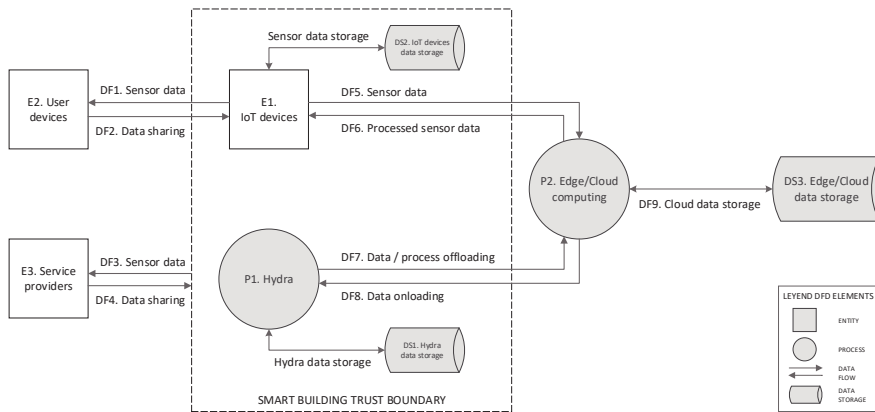 Sensor data storage
DS2. IoT devices
data storage
E2. User
devices
DF1. Sensor data
DF2. Data sharing
E1.
IoT devices
DF5. Sensor data
DF6. Processed sensor data
P2. Edge/Cloud
computing
DF9. Cloud data storage
DS3. Edge/Cloud
data storage
E3. Service
providers
DF3. Sensor data
DF4. Data sharing
P1. Hydra
DF7. Data / process offloading
DF8. Data onloading
Hydra data storage
DS1. Hydra
data storage
SMART BUILDING TRUST BOUNDARY
LEYEND DFD ELEMENTS
ENTITY
PROCESS
DATA
FLOW
DATA
STORAGE